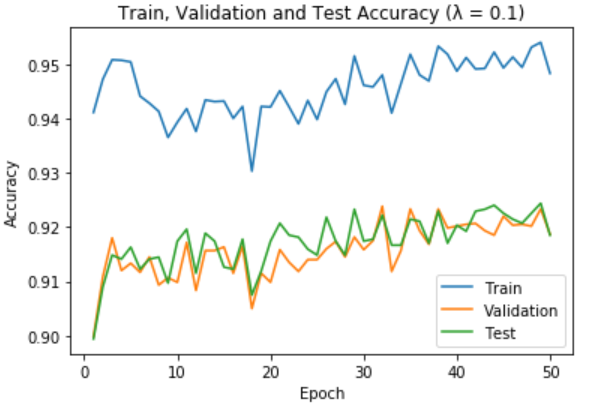 Train, Validation and Test Accuracy (λ = 0.1)
Accuracy
0.95
0.94
0.93
0.92
0.91
0.90
0 10 20 30 40 50
Epoch
Train
Validation
Test